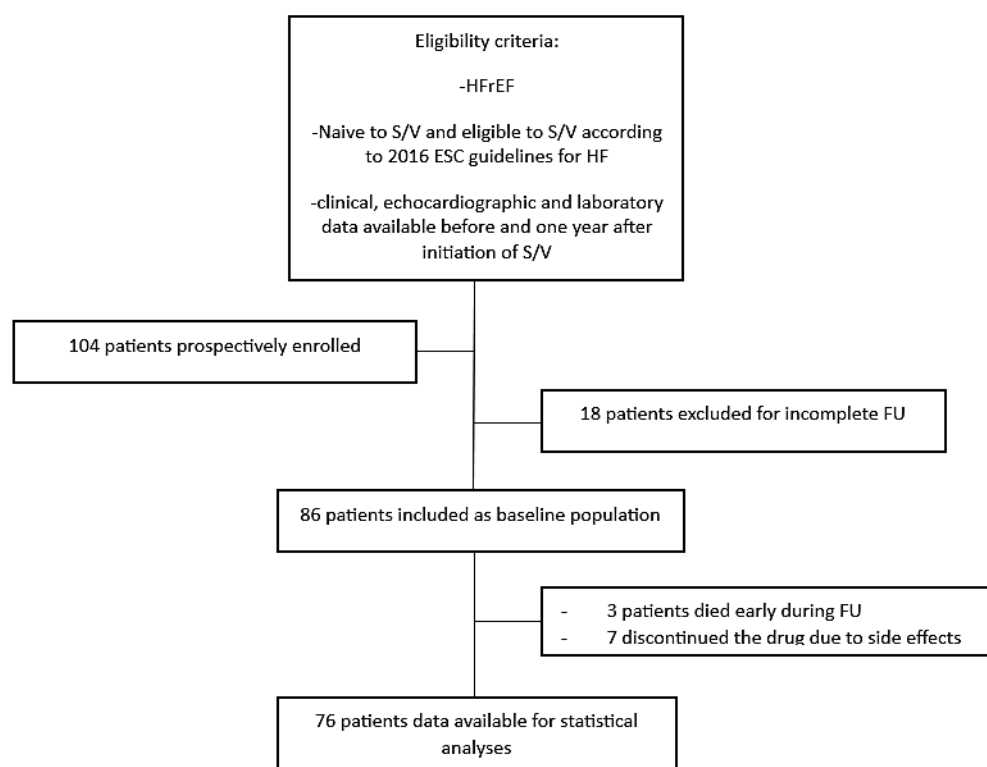 Eligibility criteria:
-HFrEF
-Naive to S/V and eligible to S/V according
to 2016 ESC guidelines for HF
-clinical, echocardiographic and laboratory
data available before and one year after
initiation of S/V
104 patients prospectively enrolled
18 patients excluded for incomplete FU
86 patients included as baseline population
- 3 patients died early during FU
- 7 discontinued the drug due to side effects
76 patients data available for statistical
analyses